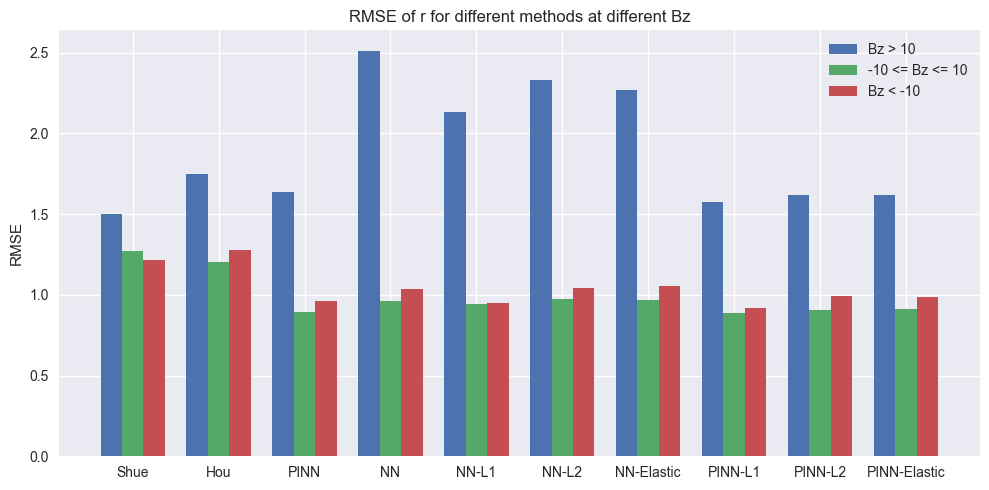 RMSE of r for different methods at different Bz
Bz > 10
-10 <= Bz <= 10
Bz < -10
RMSE
2.5
2.0
1.5
1.0
0.5
0.0
Shue
Hou
PINN
NN
NN-L1
NN-L2
NN-Elastic
PINN-L1
PINN-L2
PINN-Elastic